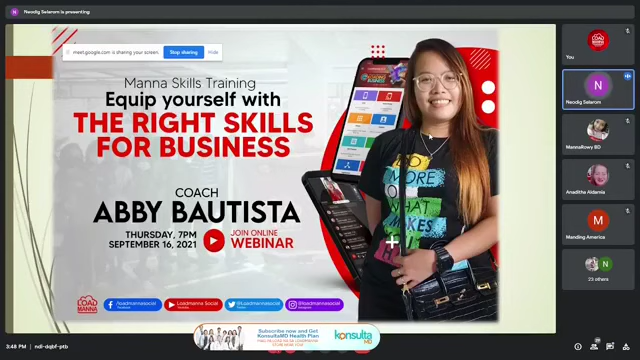 Neodig Salarom is presenting
meet.google.com is sharing your screen.
Stop sharing
Hide
Manna Skills Training
Equip yourself with
THE RIGHT SKILLS
FOR BUSINESS
COACH
ABBY BAUTISTA
THURSDAY, 7PM
SEPTEMBER 16, 2021
JOIN ONLINE
WEBINAR
DO
MORE
OF
WHAT
MAKES
YOU
LOAD
MANNA
/loadmannasocial
Loadmanna Social
/loadmannasocial
@loadmannasocial
You
N
Neodig Salarom
MannaRowy BD
Anaditha Aldamia
M
Manding America
N
23 others
3:48 PM | ndi-dqbf-ptb
Subscribe now and Get
KonsultaMD Health Plan
konsulta
MD